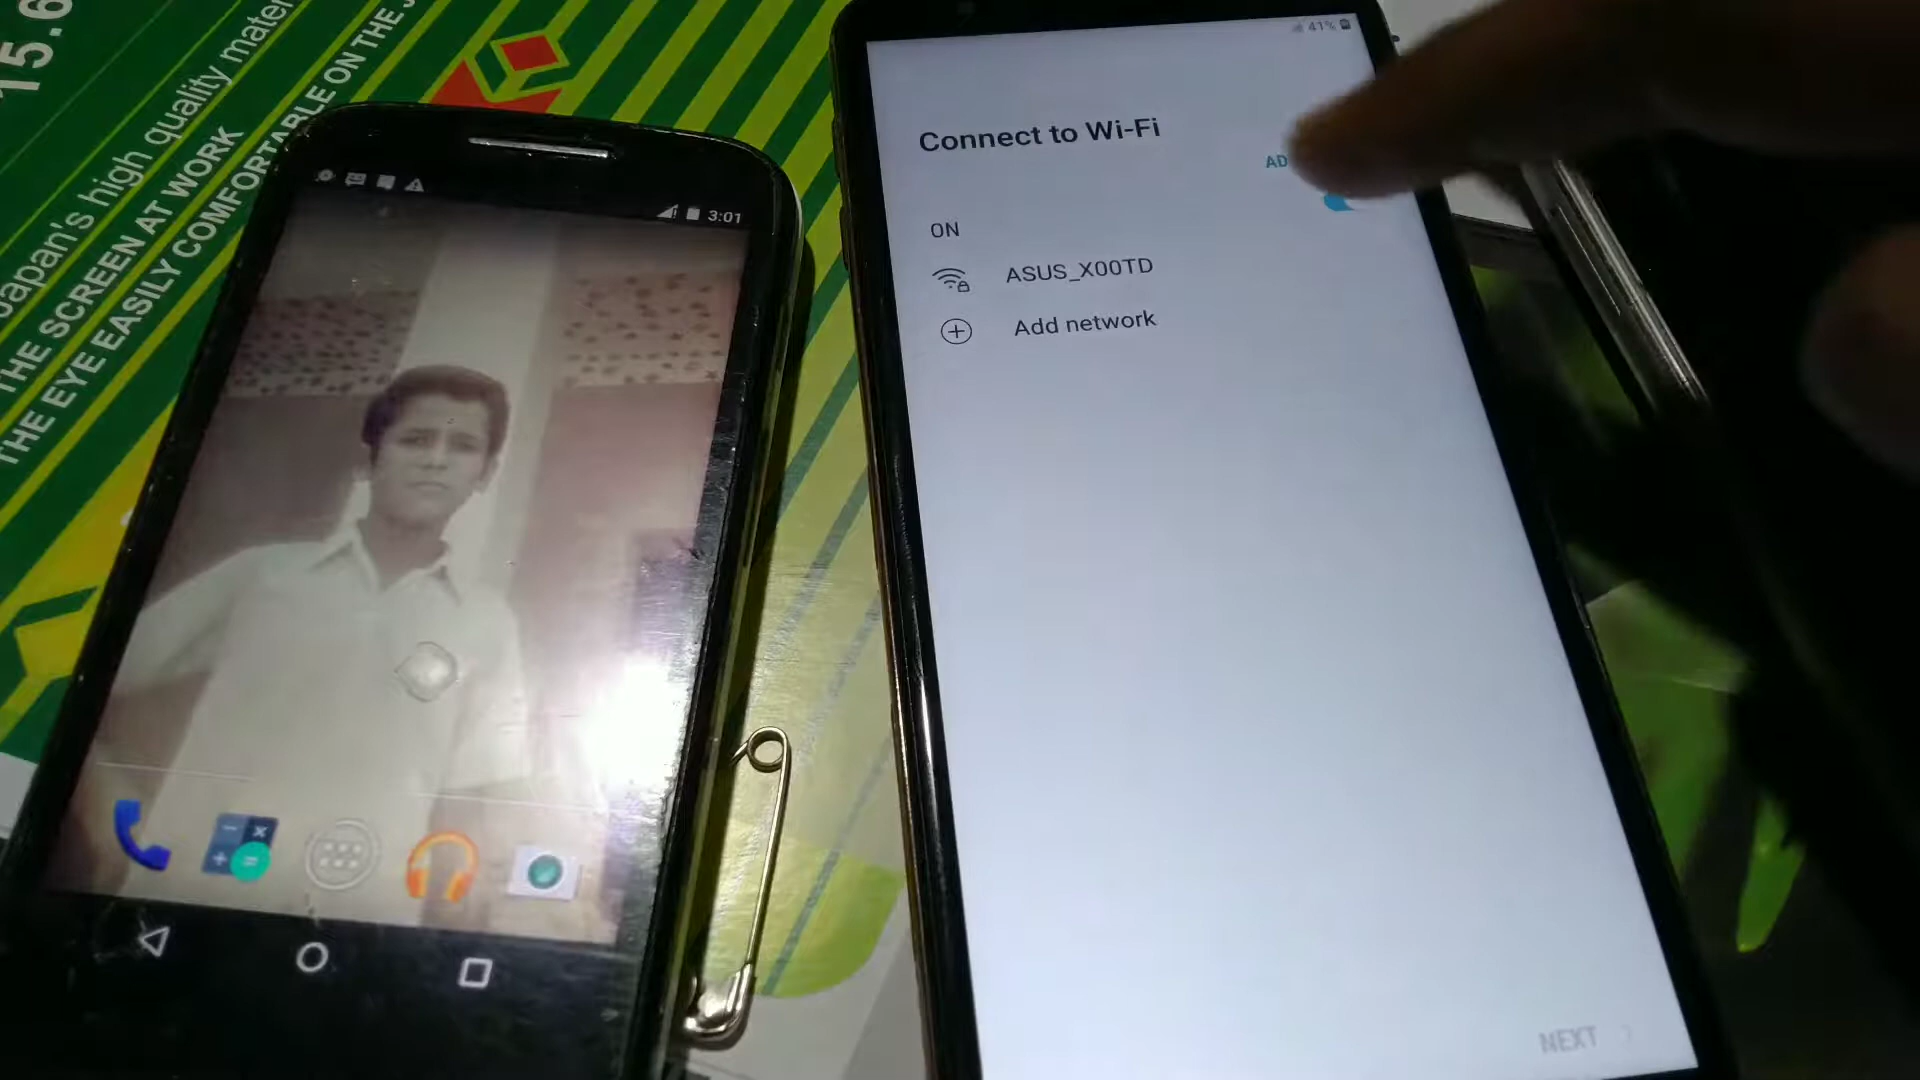 15.6
Japan's high quality mater
THE SCREEN AT WORK
THE EYE EASILY COMFORTABLE ON THE J
3:01
41%
Connect to Wi-Fi
AD
ON
ASUS_X00TD
Add network
NEXT